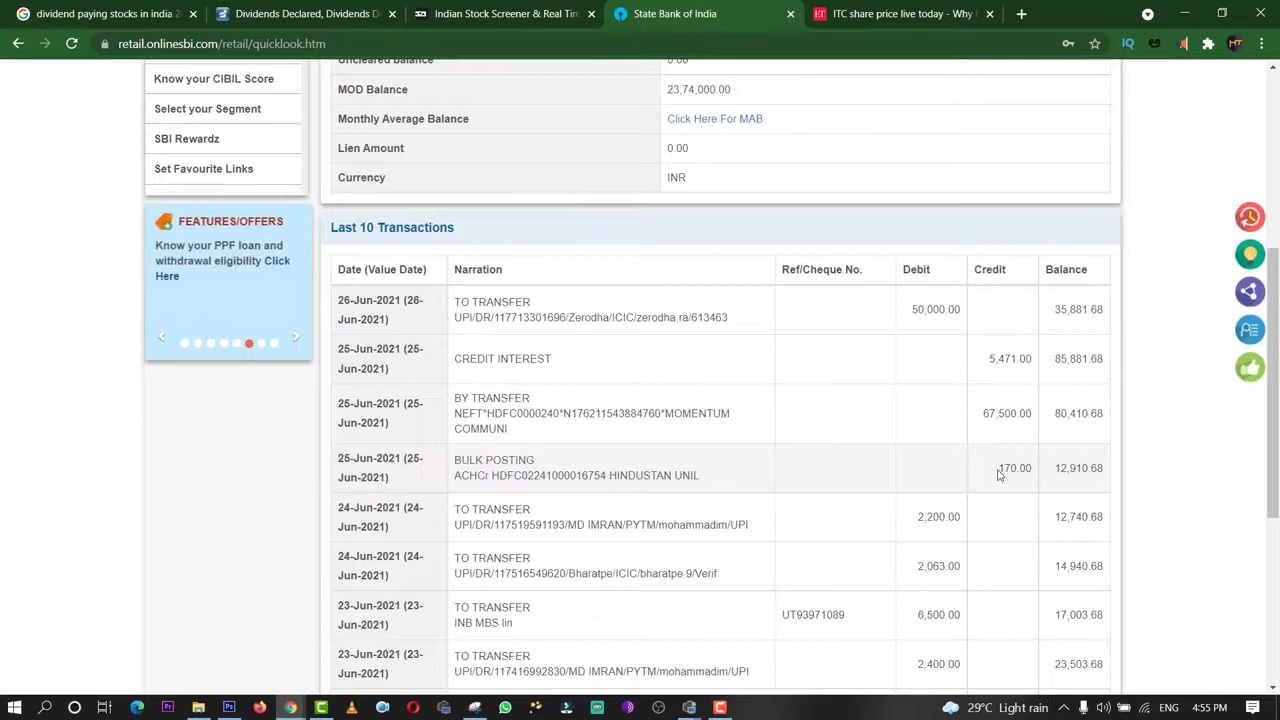 dividend paying stocks in india 2
Dividends Declared, Dividends D
Indian Stock Screener & Real Tim
State Bank of India
ITC share price live today - Why I
retail.onlinesbi.com/retail/quicklook.htm
Know your CIBIL Score
Select your Segment
SBI Rewardz
Set Favourite Links
FEATURES/OFFERS
Know your PPF loan and
withdrawal eligibility Click
Here
Uncleared balance 0.00
MOD Balance 23,74,000.00
Monthly Average Balance Click Here For MAB
Lien Amount 0.00
Currency INR
Last 10 Transactions
Date (Value Date) Narration Ref/Cheque No. Debit Credit Balance
26-Jun-2021 (26-
Jun-2021)
TO TRANSFER
UPI/DR/117713301696/Zerodha/ICIC/zerodha.ra/613463
50,000.00 35,881.68
25-Jun-2021 (25-
Jun-2021)
CREDIT INTEREST 5,471.00 85,881.68
25-Jun-2021 (25-
Jun-2021)
BY TRANSFER
NEFT*HDFC0000240*N176211543884760*MOMENTUM
COMMUNI
67,500.00 80,410.68
25-Jun-2021 (25-
Jun-2021)
BULK POSTING
ACHCr HDFC02241000016754 HINDUSTAN UNIL
170.00 12,910.68
24-Jun-2021 (24-
Jun-2021)
TO TRANSFER
UPI/DR/117519591193/MD IMRAN/PYTM/mohammadim/UPI
2,200.00 12,740.68
24-Jun-2021 (24-
Jun-2021)
TO TRANSFER
UPI/DR/117516549620/Bharatpe/ICIC/bharatpe.9/Verif
2,063.00 14,940.68
23-Jun-2021 (23-
Jun-2021)
TO TRANSFER
INB MBS lin
UT93971089 6,500.00 17,003.68
23-Jun-2021 (23-
Jun-2021)
TO TRANSFER
UPI/DR/117416992830/MD IMRAN/PYTM/mohammadim/UPI
2,400.00 23,503.68
29°C Light rain
4:55 PM